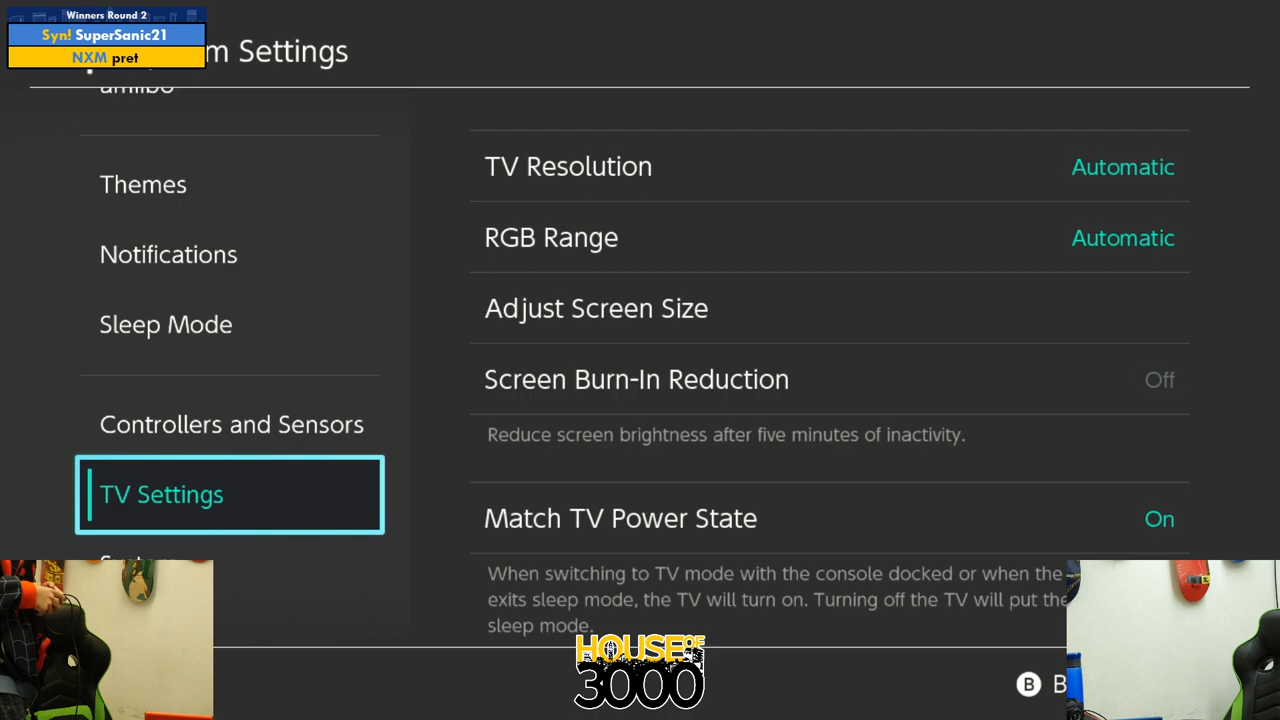 Winners Round 2
Syn! SuperSanic21
NXM pret
m Settings
amiibo
Themes
Notifications
Sleep Mode
Controllers and Sensors
TV Settings
System
TV Resolution Automatic
RGB Range Automatic
Adjust Screen Size
Screen Burn-In Reduction Off
Reduce screen brightness after five minutes of inactivity.
Match TV Power State On
When switching to TV mode with the console docked or when the
exits sleep mode, the TV will turn on. Turning off the TV will put the
sleep mode.
HOUSE OF
3000
B B